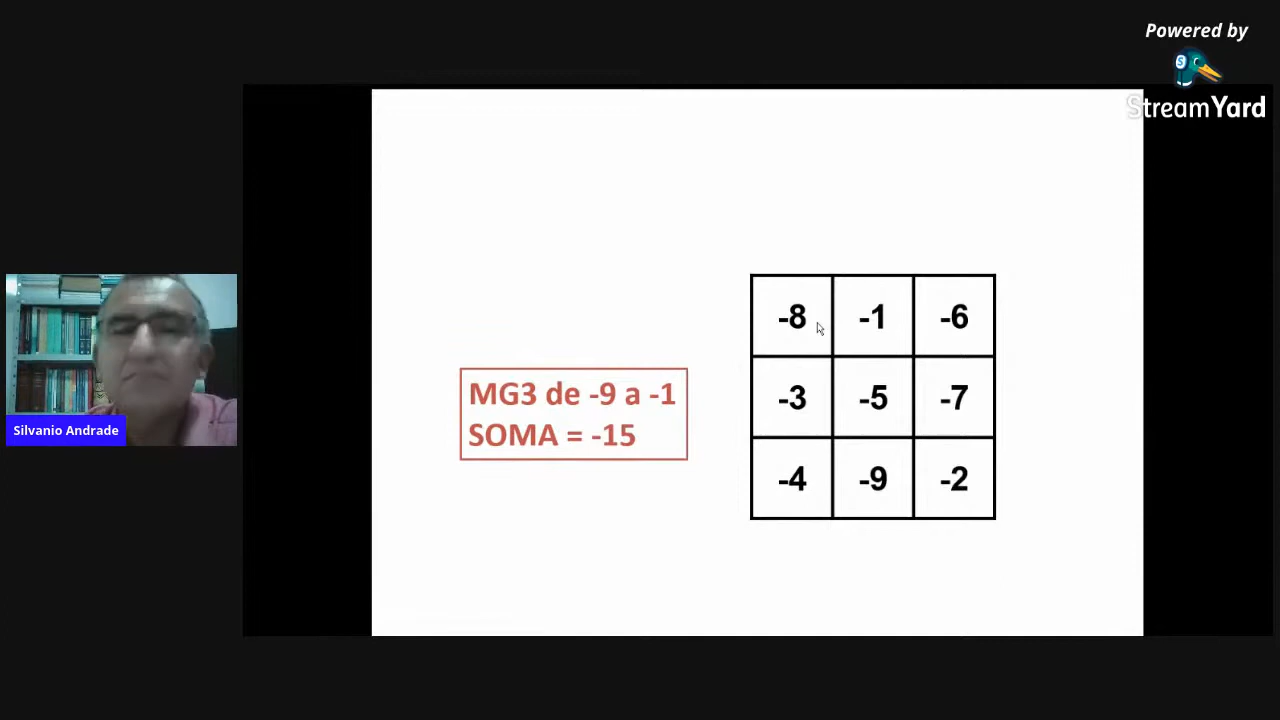 Powered by
StreamYard
-8 -1 -6
MG3 de -9 a -1
SOMA = -15
-3 -5 -7
-4 -9 -2
Silvanio Andrade